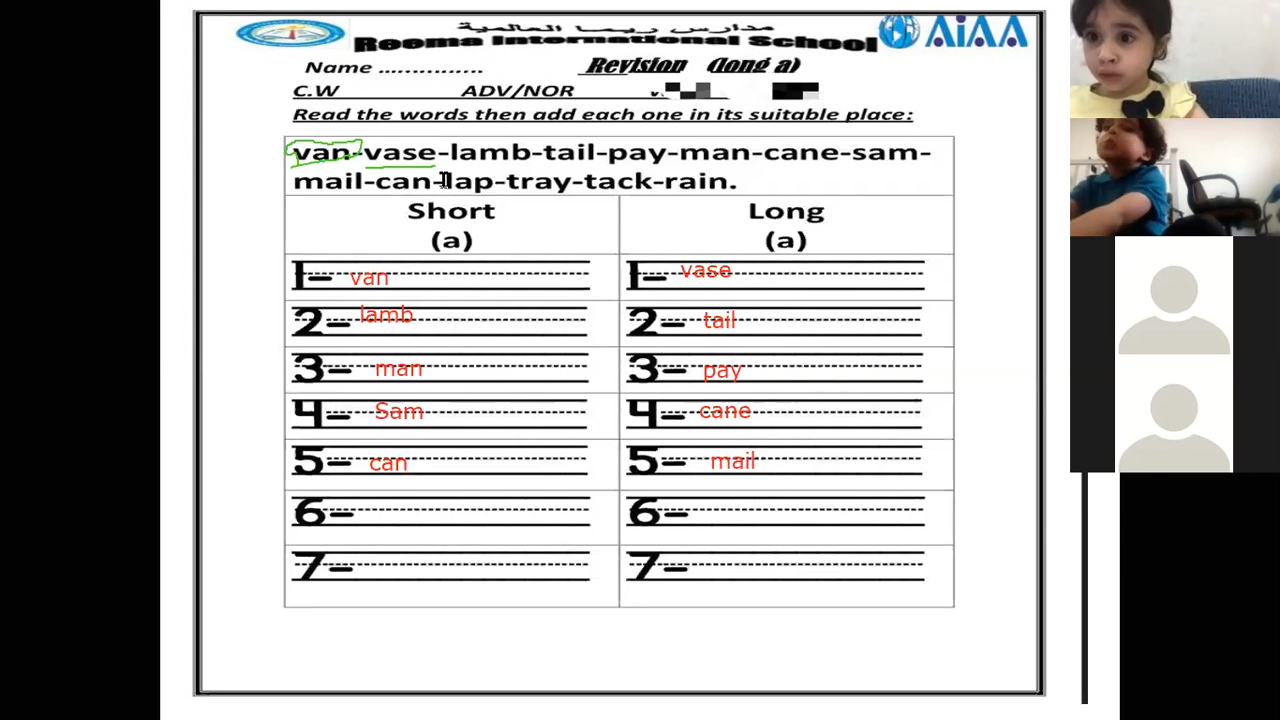 مدارس ريما العالمية
Reema International School
AiAA
Name ............... Revision (long a)
C.W ADV/NOR
Read the words then add each one in its suitable place:
van-vase-lamb-tail-pay-man-cane-sam-
mail-can-lap-tray-tack-rain.
Short Long
(a) (a)
1- van 1- vase
2- lamb 2- tail
3- man 3- pay
4- Sam 4- cane
5- can 5- mail
6- 6-
7- 7-